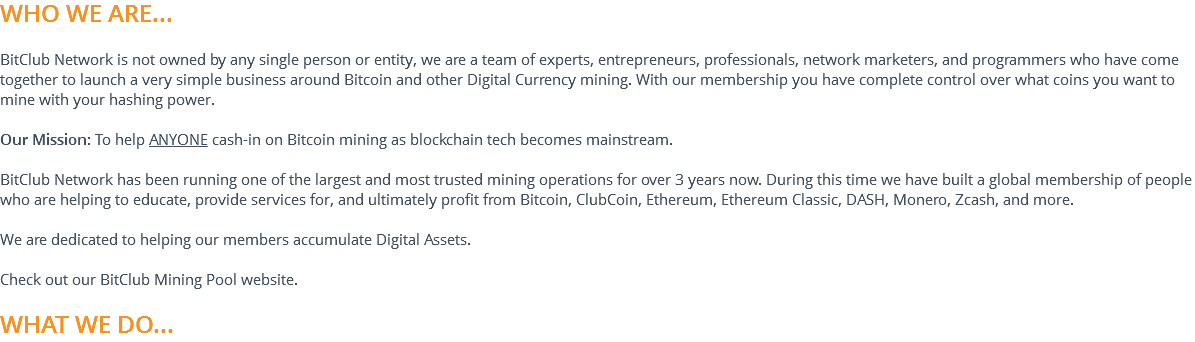 WHO WE ARE...
BitClub Network is not owned by any single person or entity, we are a team of experts, entrepreneurs, professionals, network marketers, and programmers who have come
together to launch a very simple business around Bitcoin and other Digital Currency mining. With our membership you have complete control over what coins you want to
mine with your hashing power.
Our Mission: To help ANYONE cash-in on Bitcoin mining as blockchain tech becomes mainstream.
BitClub Network has been running one of the largest and most trusted mining operations for over 3 years now. During this time we have built a global membership of people
who are helping to educate, provide services for, and ultimately profit from Bitcoin, ClubCoin, Ethereum, Ethereum Classic, DASH, Monero, Zcash, and more.
We are dedicated to helping our members accumulate Digital Assets.
Check out our BitClub Mining Pool website.
WHAT WE DO...